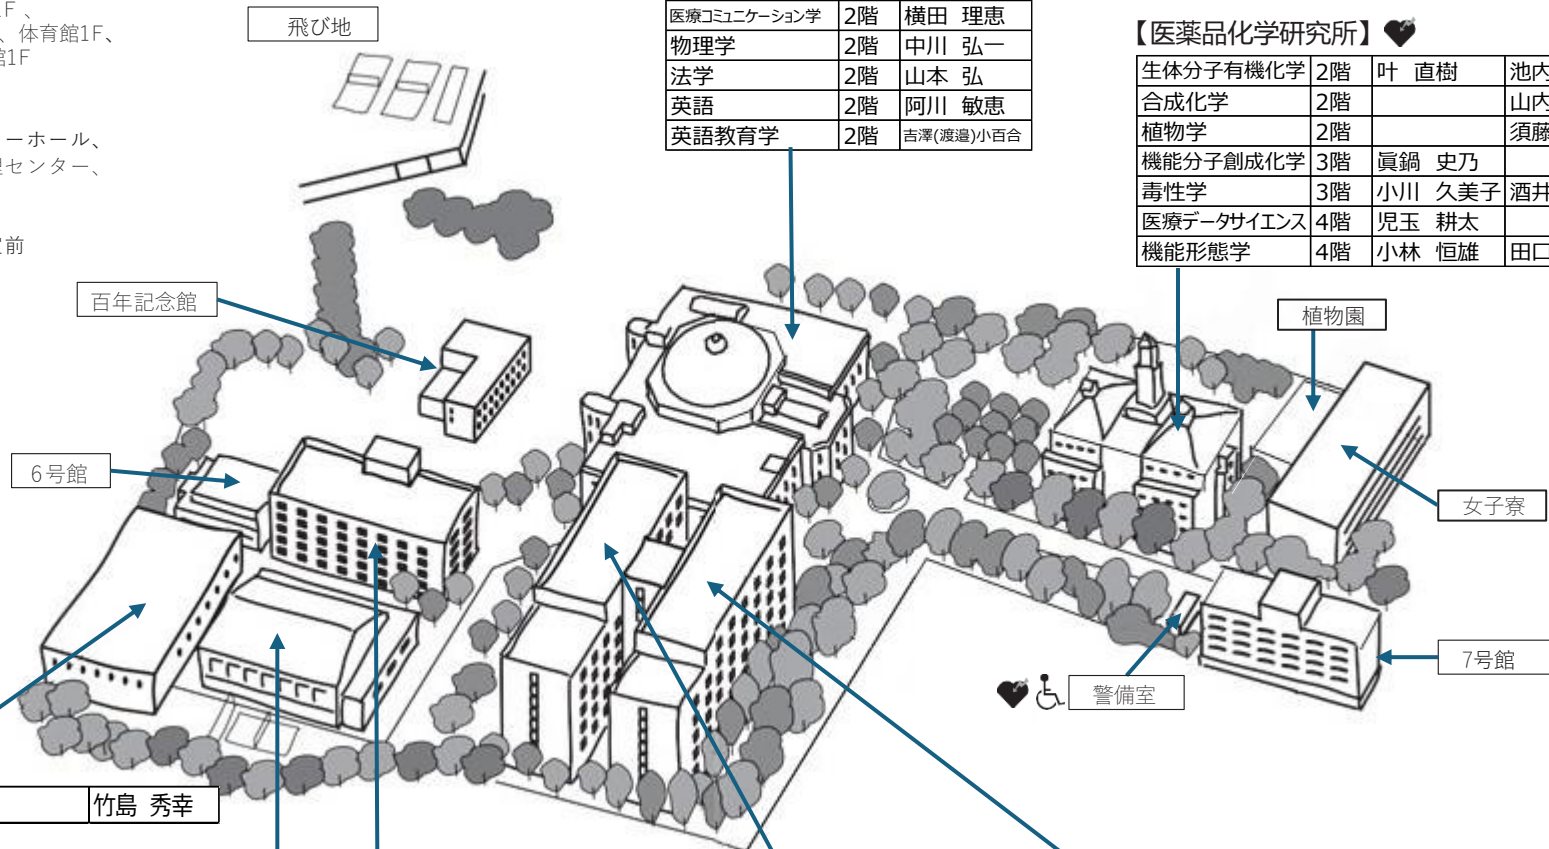 F、
、体育館1F、
館1F
ーホール、
理センター、
室前
飛び地
医療コミュニケーション学 2階 横田 理恵
物理学 2階 中川 弘一
法学 2階 山本 弘
英語 2階 阿川 敏恵
英語教育学 2階 吉澤(渡邉)小百合
【医薬品化学研究所】
生体分子有機化学 2階 叶 直樹 池内
合成化学 2階 山内
植物学 2階 須藤
機能分子創成化学 3階 眞鍋 史乃
毒性学 3階 小川 久美子 酒井
医療データサイエンス 4階 児玉 耕太
機能形態学 4階 小林 恒雄 田口
百年記念館
植物園
6号館
女子寮
7号館
警備室
竹島 秀幸